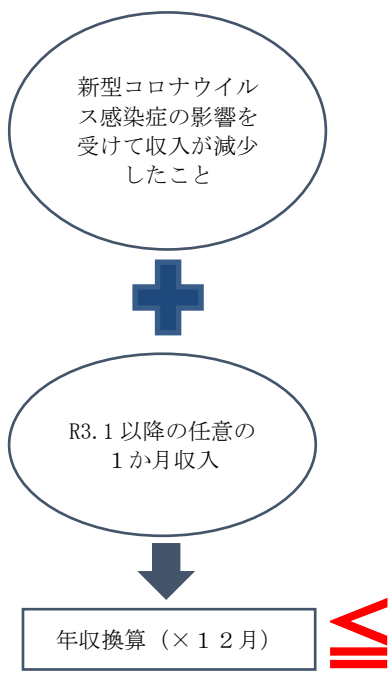 新型コロナウイル
ス感染症の影響を
受けて収入が減少
したこと
R3.1以降の任意の
１か月収入
年収換算（×１２月）
≦